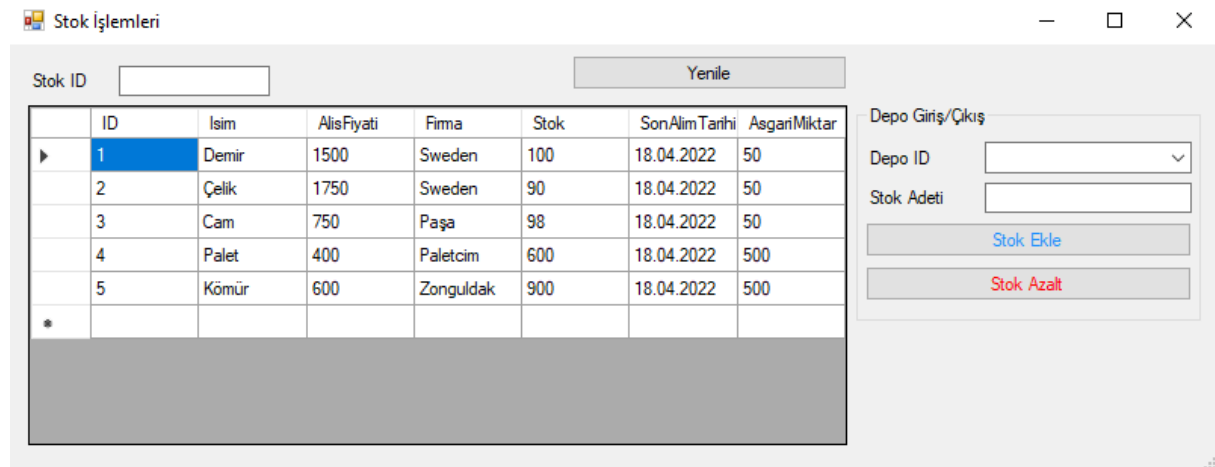 Stok İşlemleri
Stok ID
Yenile
ID Isim AlisFiyati Firma Stok SonAlimTarihi AsgariMiktar
1 Demir 1500 Sweden 100 18.04.2022 50
2 Çelik 1750 Sweden 90 18.04.2022 50
3 Cam 750 Paşa 98 18.04.2022 50
4 Palet 400 Paletcim 600 18.04.2022 500
5 Kömür 600 Zonguldak 900 18.04.2022 500
Depo Giriş/Çıkış
Depo ID
Stok Adeti
Stok Ekle
Stok Azalt